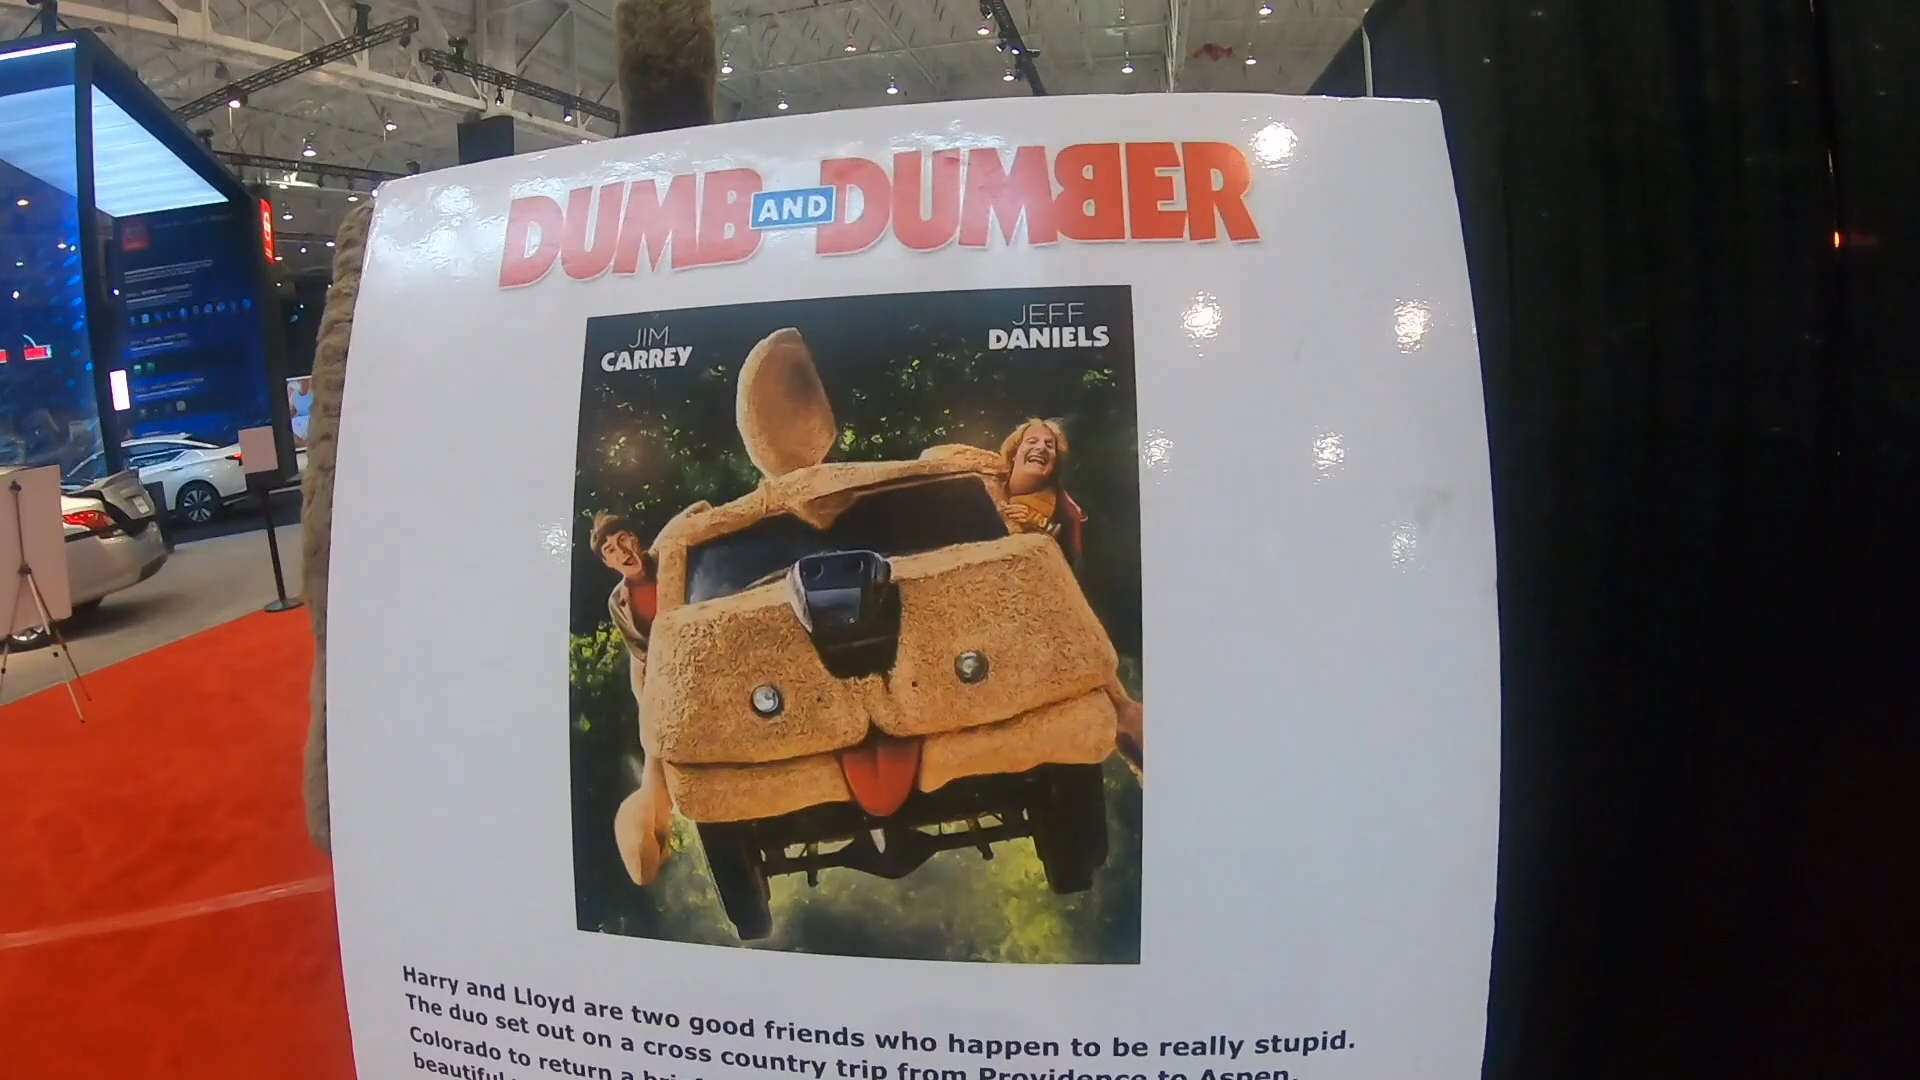 DUMB AND DUMBER
JIM
CARREY
JEFF
DANIELS
Harry and Lloyd are two good friends who happen to be really stupid.
The duo set out on a cross country trip from Providence to Aspen,
Colorado to return a
beautiful